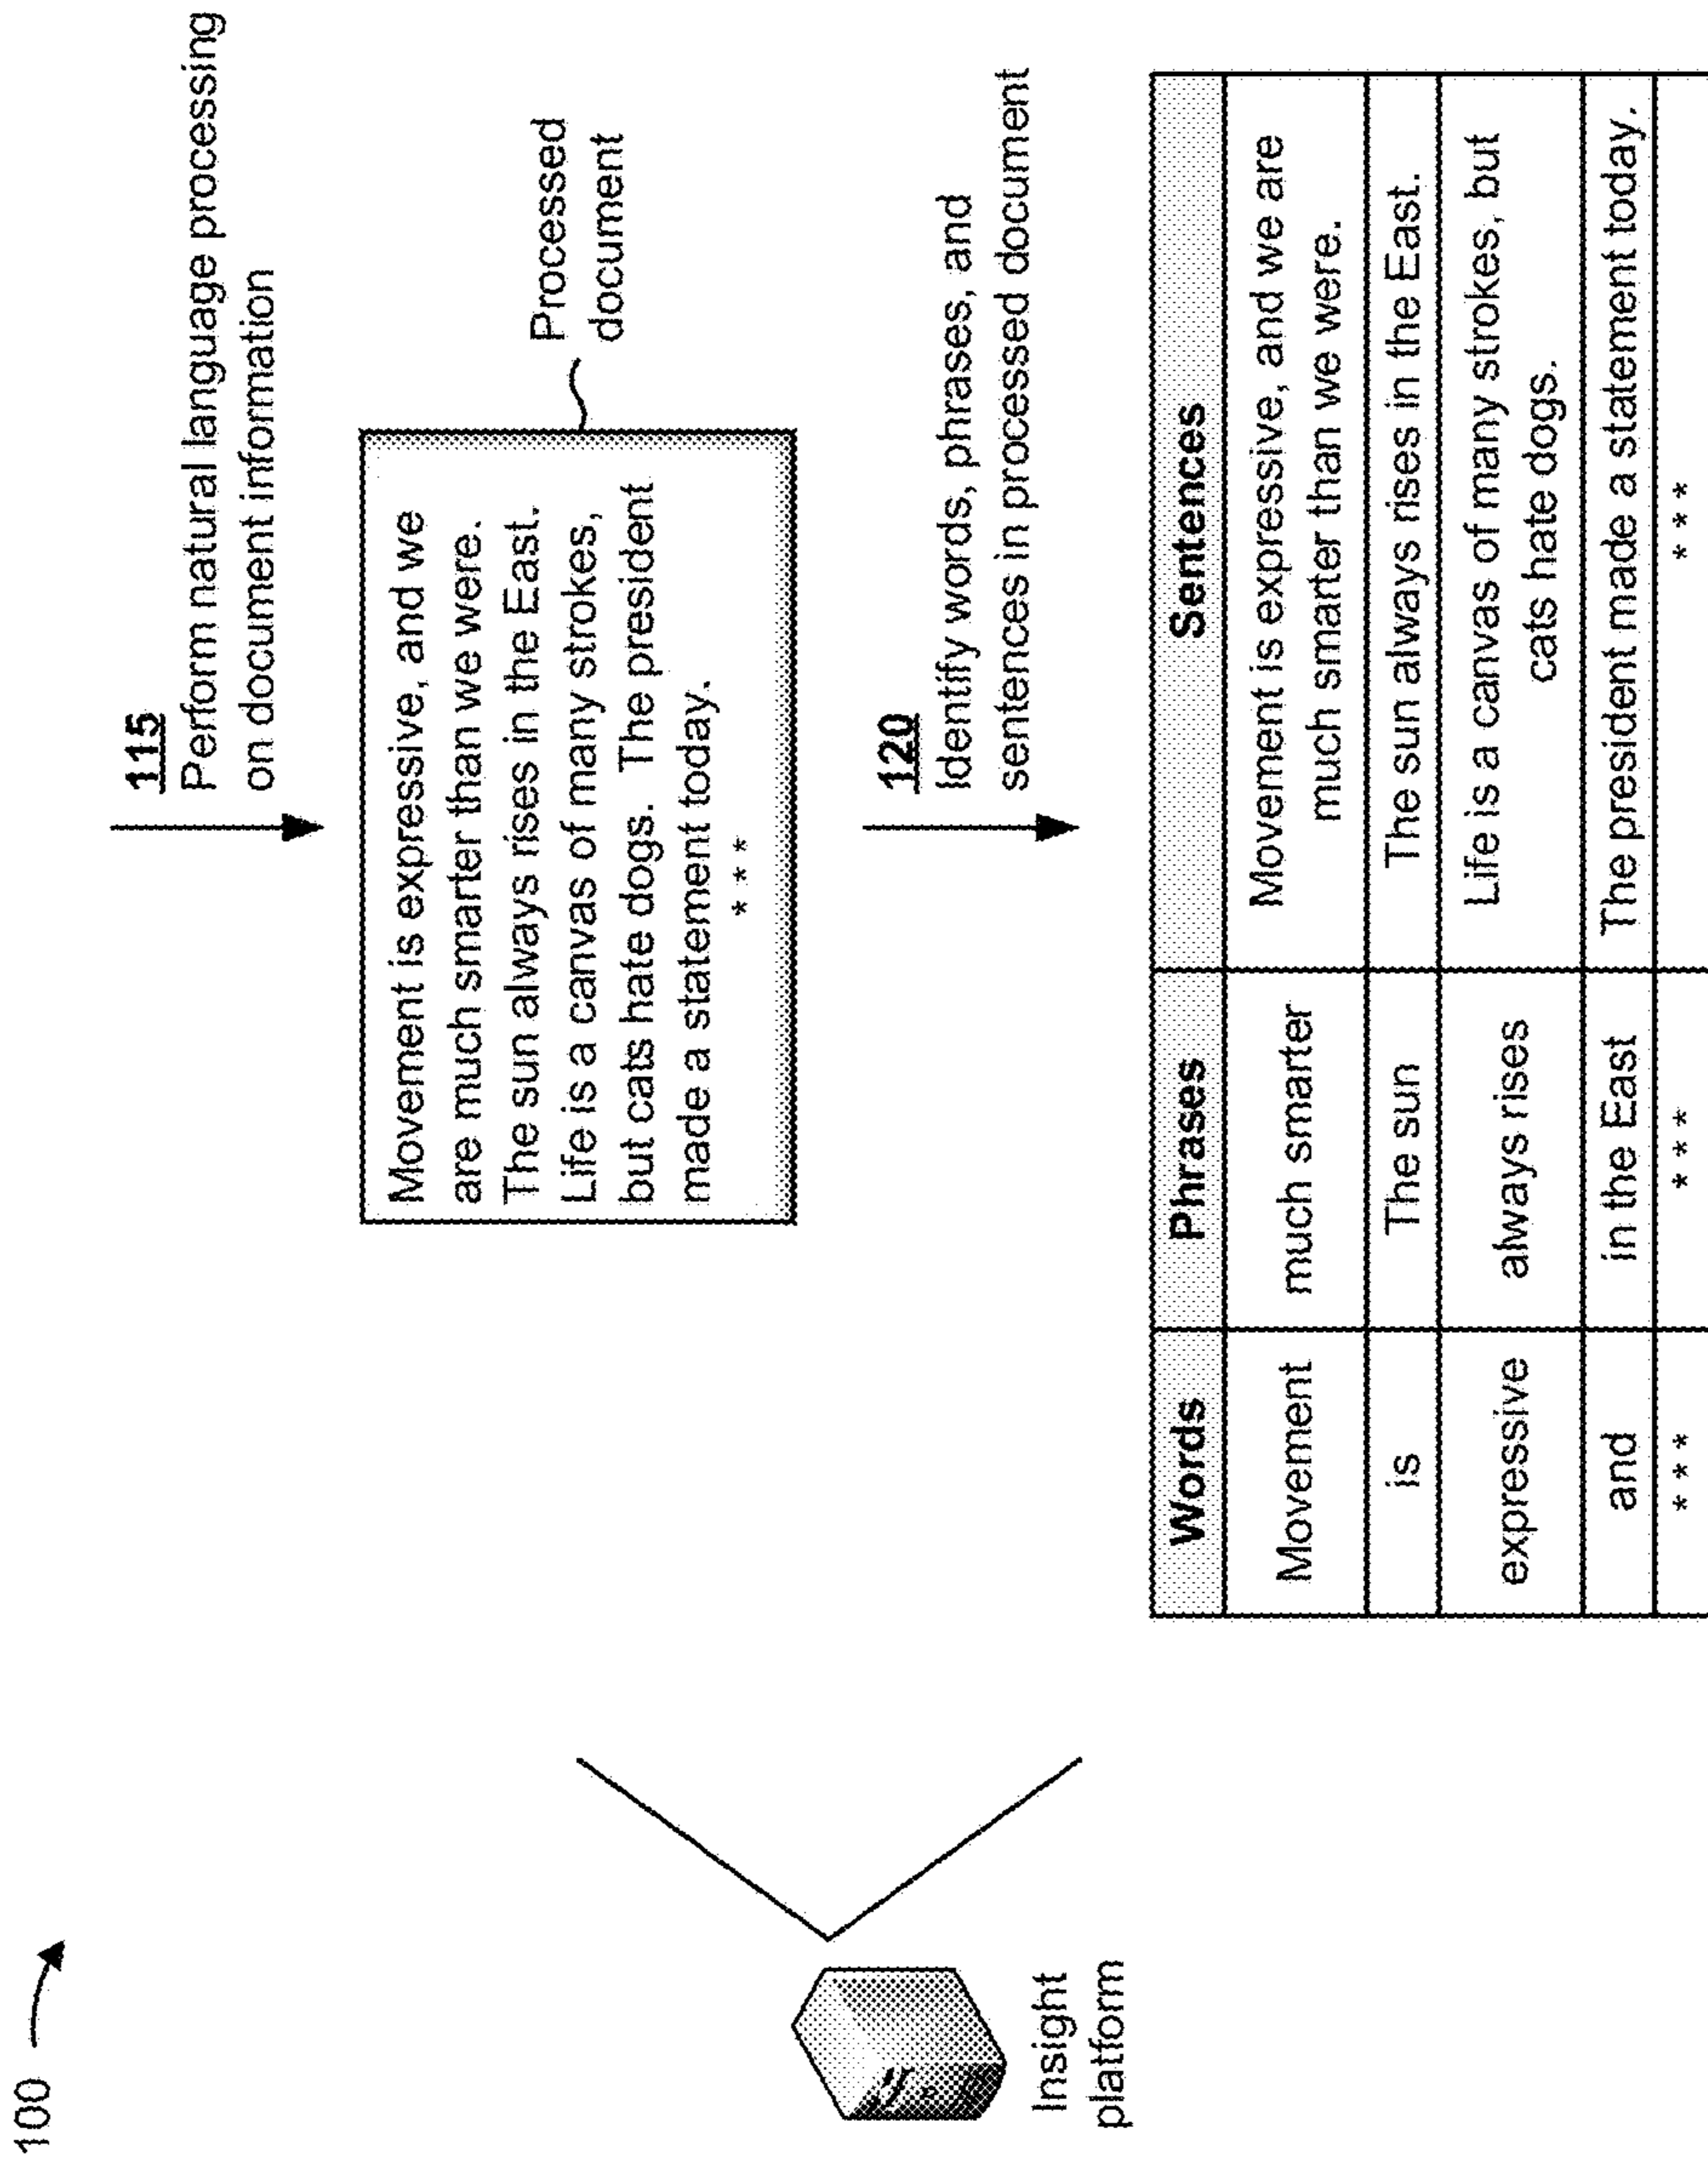 100
115
Perform natural language processing
on document information
Movement is expressive, and we
are much smarter than we were.
The sun always rises in the East.
Life is a canvas of many strokes,
but cats hate dogs. The president
made a statement today.
* * *
Processed
document
120
Identify words, phrases, and
sentences in processed document
Insight
platform
Words Phrases Sentences
Movement much smarter Movement is expressive, and we are
much smarter than we were.
is The sun The sun always rises in the East.
expressive always rises Life is a canvas of many strokes, but
cats hate dogs.
and in the East The president made a statement today.
* * * * * * * * *